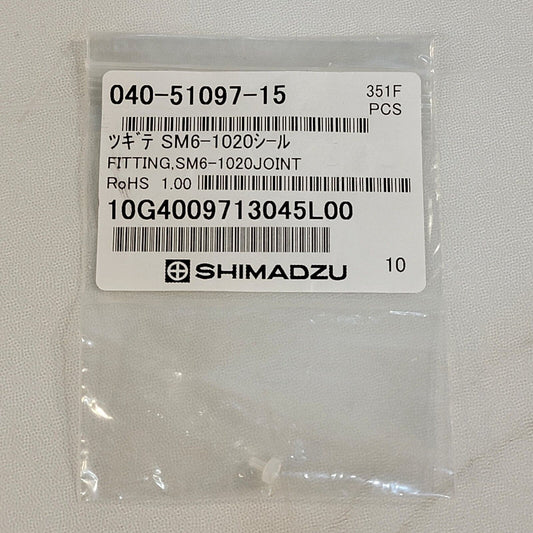 040-51097-15
351F
PCS
ツギテ SM6-1020シール
FITTING,SM6-1020JOINT
RoHS 1.00
10G4009713045L00
SHIMADZU
10